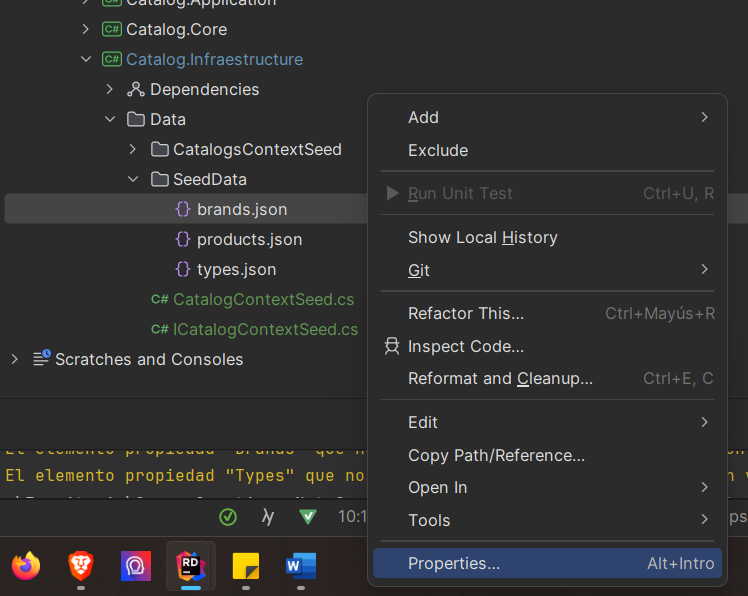 Catalog.Application
C# Catalog.Core
C# Catalog.Infraestructure
Dependencies
Data
CatalogsContextSeed
SeedData
{} brands.json
{} products.json
{} types.json
C# CatalogContextSeed.cs
C# ICatalogContextSeed.cs
Scratches and Consoles
El elemento propiedad "Brands" que
El elemento propiedad "Types" que no
10:1
RD
W
Add
Exclude
Run Unit Test Ctrl+U, R
Show Local History
Git
Refactor This... Ctrl+Mayús+R
Inspect Code...
Reformat and Cleanup... Ctrl+E, C
Edit
Copy Path/Reference...
Open In
Tools
Properties... Alt+Intro